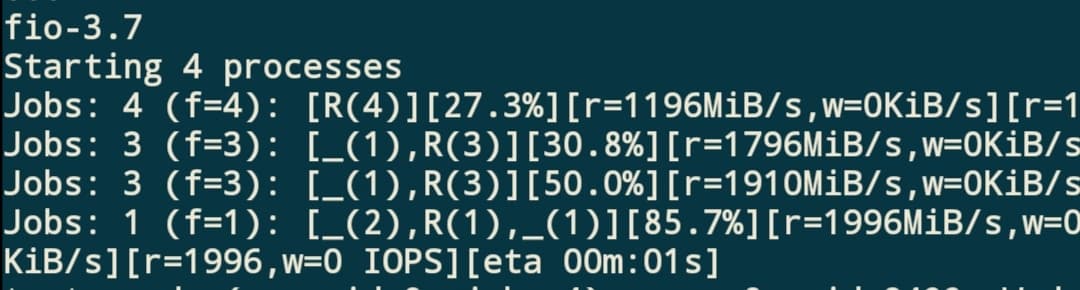 fio-3.7
Starting 4 processes
Jobs: 4 (f=4): [R(4)][27.3%][r=1196MiB/s,w=0KiB/s][r=1
Jobs: 3 (f=3): [_(1),R(3)][30.8%][r=1796MiB/s,w=0KiB/s
Jobs: 3 (f=3): [_(1),R(3)][50.0%][r=1910MiB/s,w=0KiB/s
Jobs: 1 (f=1): [_(2),R(1),_(1)][85.7%][r=1996MiB/s,w=0
KiB/s][r=1996,w=0 IOPS][eta 00m:01s]